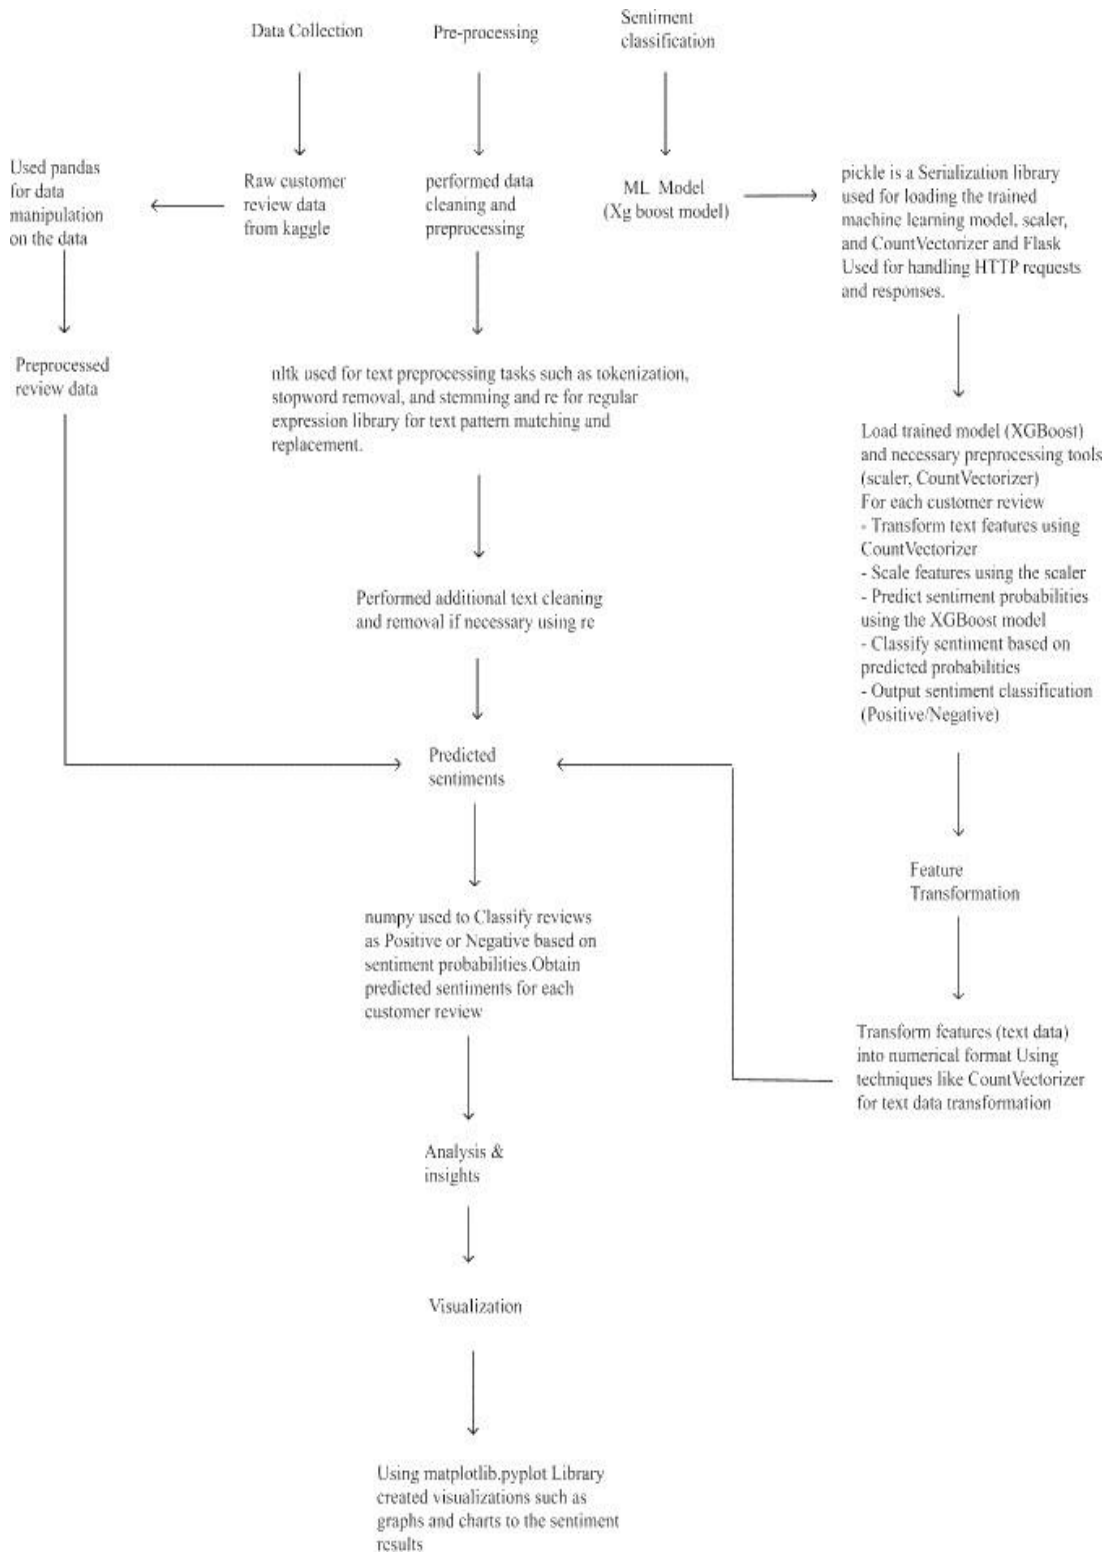 Data Collection
Pre-processing
Sentiment
classification
Used pandas
for data
manipulation
on the data
Raw customer
review data
from kaggle
performed data
cleaning and
preprocessing
ML Model
(Xg boost model)
pickle is a Serialization library
used for loading the trained
machine learning model, scaler,
and CountVectorizer and Flask
Used for handling HTTP requests
and responses.
Preprocessed
review data
nltk used for text preprocessing tasks such as tokenization,
stopword removal, and stemming and re for regular
expression library for text pattern matching and
replacement.
Load trained model (XGBoost)
and necessary preprocessing tools
(scaler, CountVectorizer)
For each customer review
- Transform text features using
CountVectorizer
- Scale features using the scaler
- Predict sentiment probabilities
using the XGBoost model
- Classify sentiment based on
predicted probabilities
- Output sentiment classification
(Positive/Negative)
Performed additional text cleaning
and removal if necessary using re
Predicted
sentiments
Feature
Transformation
numpy used to Classify reviews
as Positive or Negative based on
sentiment probabilities.Obtain
predicted sentiments for each
customer review
Transform features (text data)
into numerical format Using
techniques like CountVectorizer
for text data transformation
Analysis &
insights
Visualization
Using matplotlib.pyplot Library
created visualizations such as
graphs and charts to the sentiment
results